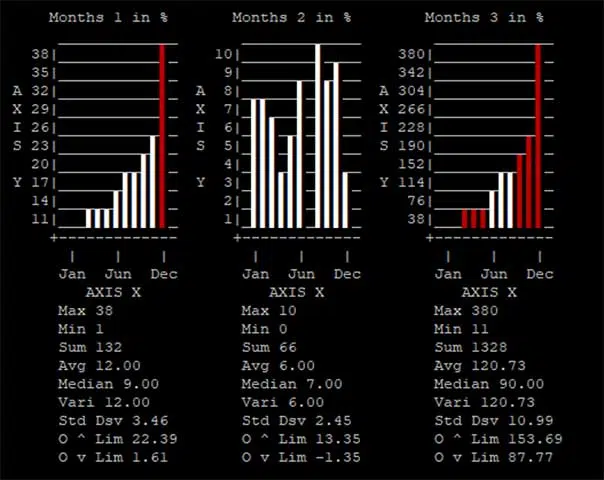 Months 1 in % Months 2 in % Months 3 in %
38| 10| 380|
35| 9| 342|
A 32| A 8| A 304|
X 29| X 7| X 266|
I 26| I 6| I 228|
S 23| S 5| S 190|
20| 4| 152|
Y 17| Y 3| Y 114|
14| 2| 76|
11| 1| 38|
+------------- +------------- +-------------
| | | | | | | | |
Jan Jun Dec Jan Jun Dec Jan Jun Dec
AXIS X AXIS X AXIS X
Max 38 Max 10 Max 380
Min 1 Min 0 Min 11
Sum 132 Sum 66 Sum 1328
Avg 12.00 Avg 6.00 Avg 120.73
Median 9.00 Median 7.00 Median 90.00
Vari 12.00 Vari 6.00 Vari 120.73
Std Dsv 3.46 Std Dsv 2.45 Std Dsv 10.99
O ^ Lim 22.39 O ^ Lim 13.35 O ^ Lim 153.69
O v Lim 1.61 O v Lim -1.35 O v Lim 87.77